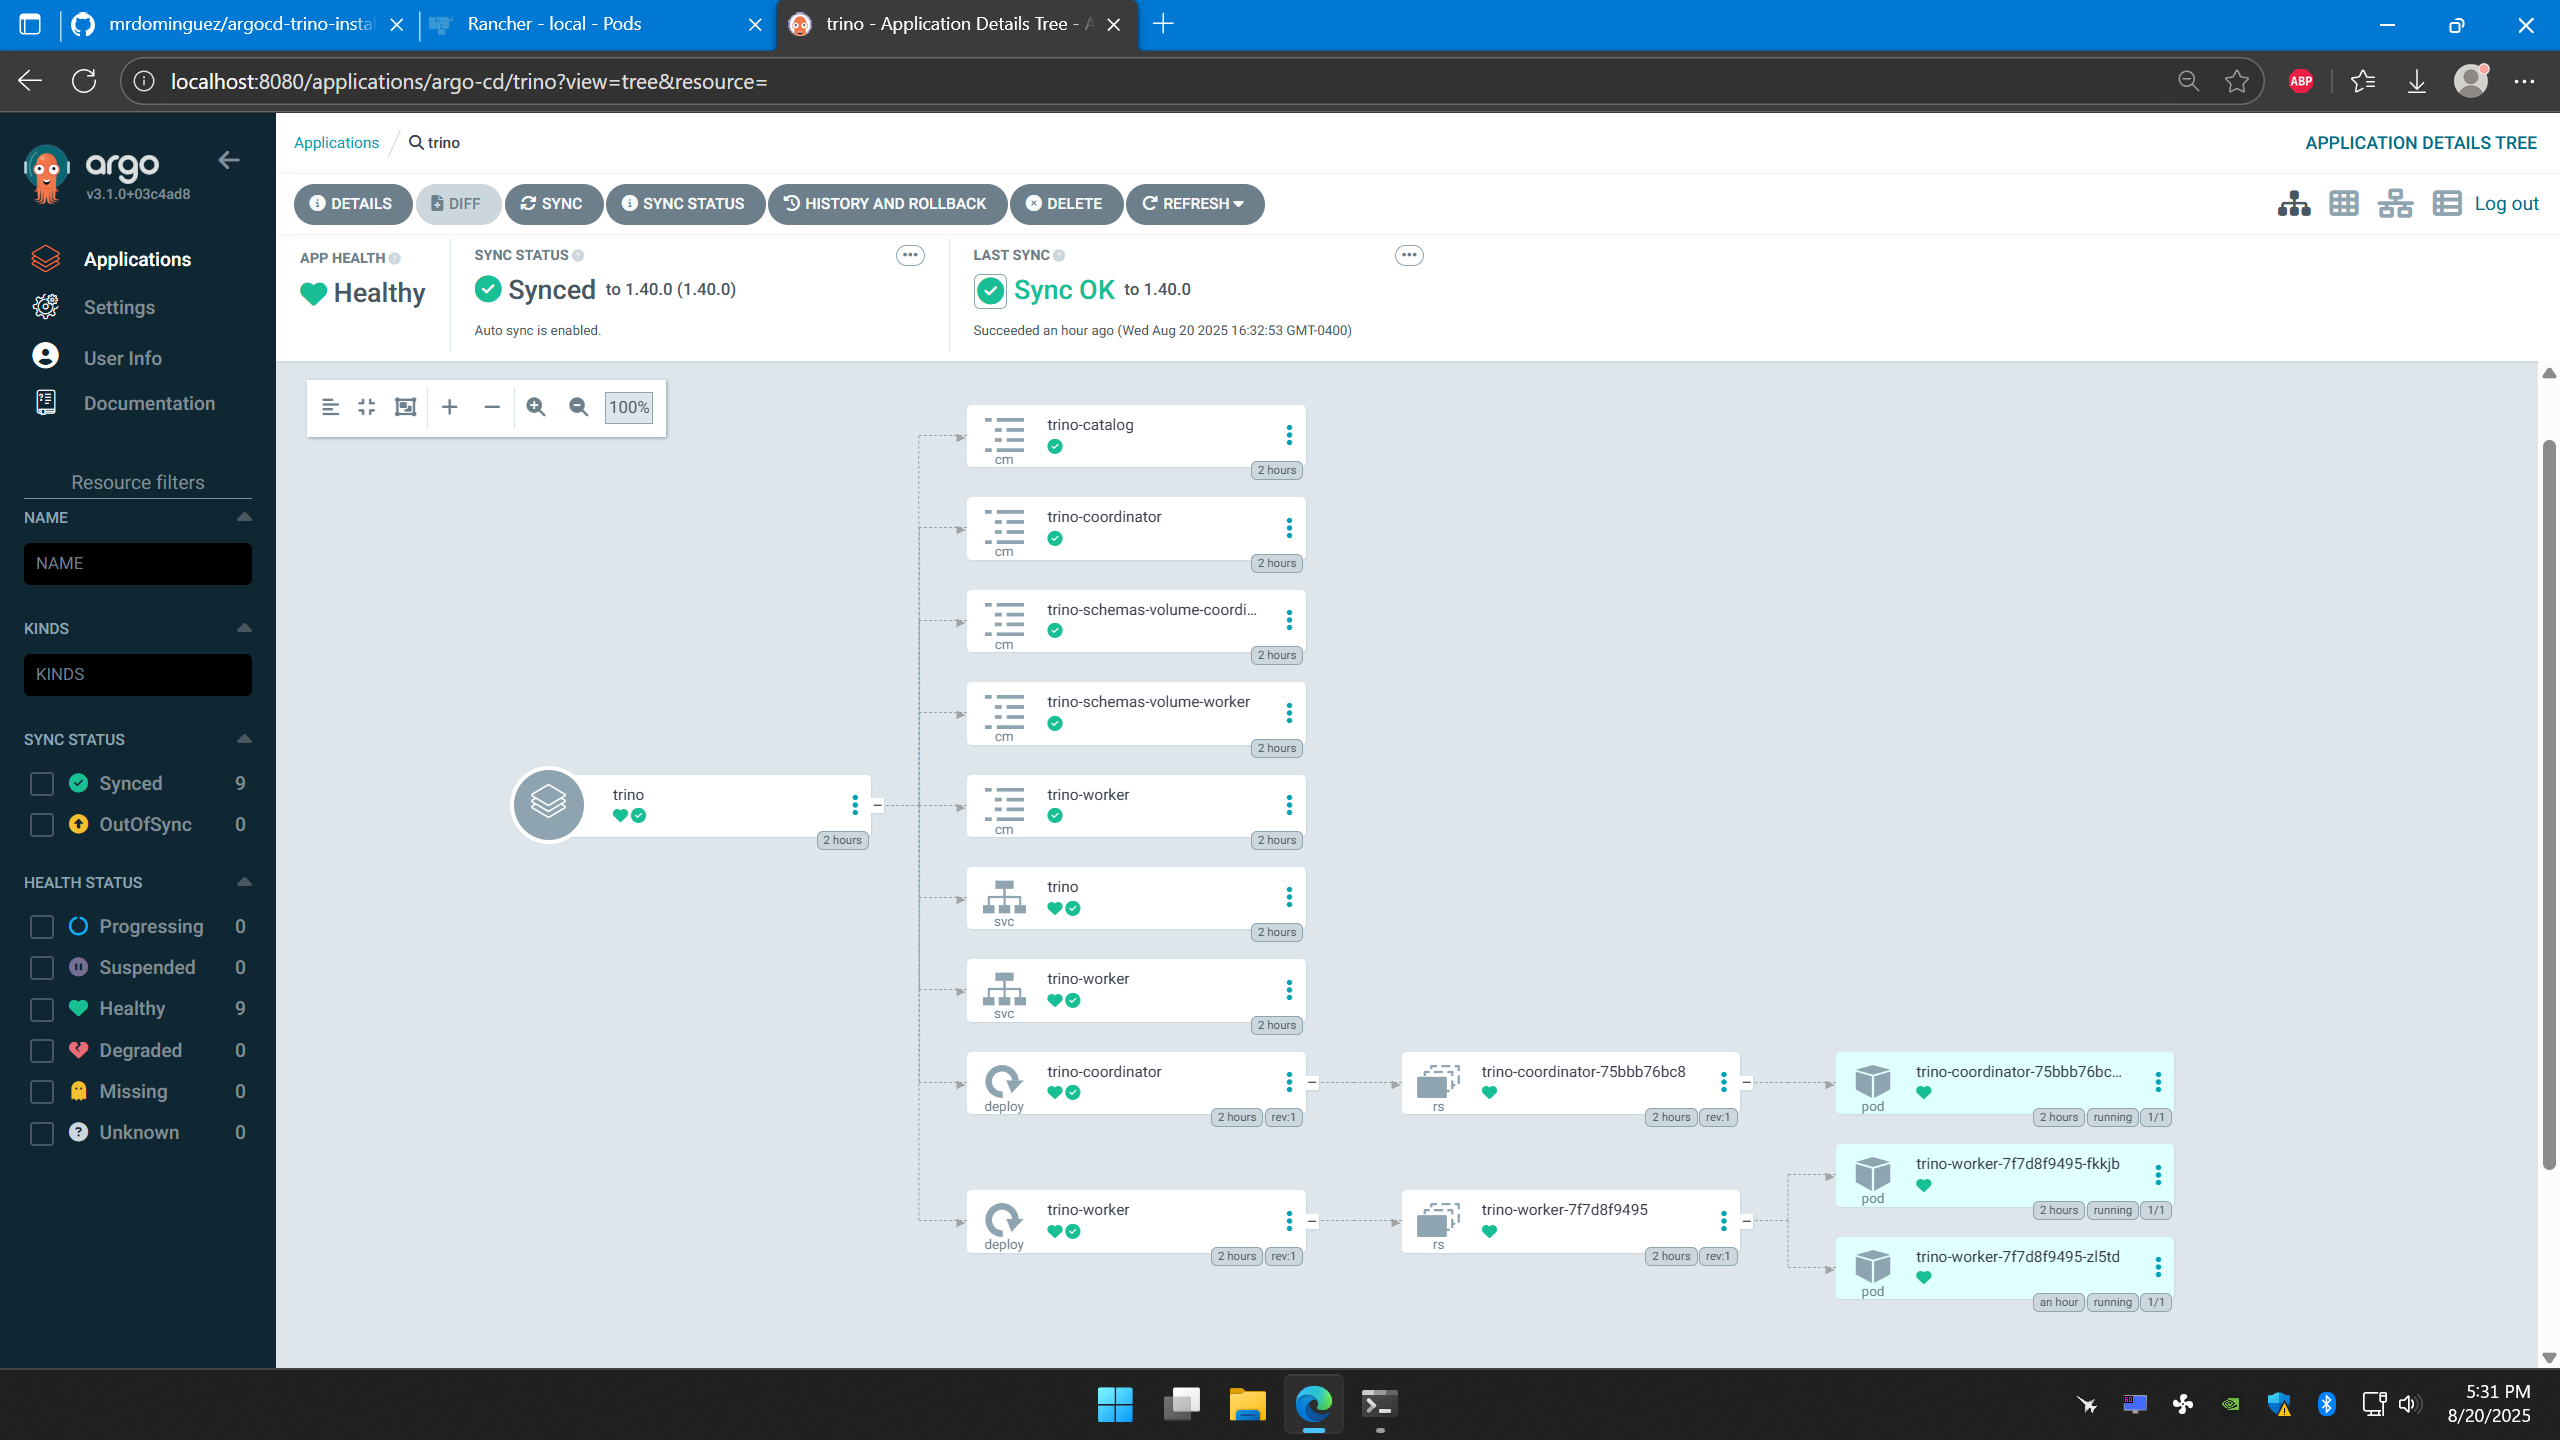 mrdominguez/argocd-trino-instal
Rancher - local - Pods
trino - Application Details Tree - A
localhost:8080/applications/argo-cd/trino?view=tree&resource=
ABP
argo
v3.1.0+03c4ad8
Applications
Settings
User Info
Documentation
Resource filters
NAME
NAME
KINDS
KINDS
SYNC STATUS
Synced 9
OutOfSync 0
HEALTH STATUS
Progressing 0
Suspended 0
Healthy 9
Degraded 0
Missing 0
Unknown 0
Applications / trino
APPLICATION DETAILS TREE
DETAILS DIFF SYNC SYNC STATUS HISTORY AND ROLLBACK DELETE REFRESH
Log out
APP HEALTH
Healthy
SYNC STATUS
Synced to 1.40.0 (1.40.0)
Auto sync is enabled.
LAST SYNC
Sync OK to 1.40.0
Succeeded an hour ago (Wed Aug 20 2025 16:32:53 GMT-0400)
100%
trino
2 hours
trino-catalog
cm
2 hours
trino-coordinator
cm
2 hours
trino-schemas-volume-coordi...
cm
2 hours
trino-schemas-volume-worker
cm
2 hours
trino-worker
cm
2 hours
trino
svc
2 hours
trino-worker
svc
2 hours
trino-coordinator
deploy
2 hours rev:1
trino-coordinator-75bbb76bc8
rs
2 hours rev:1
trino-coordinator-75bbb76bc...
pod
2 hours running 1/1
trino-worker
deploy
2 hours rev:1
trino-worker-7f7d8f9495
rs
2 hours rev:1
trino-worker-7f7d8f9495-fkkjb
pod
2 hours running 1/1
trino-worker-7f7d8f9495-zl5td
pod
an hour running 1/1
5:31 PM
8/20/2025